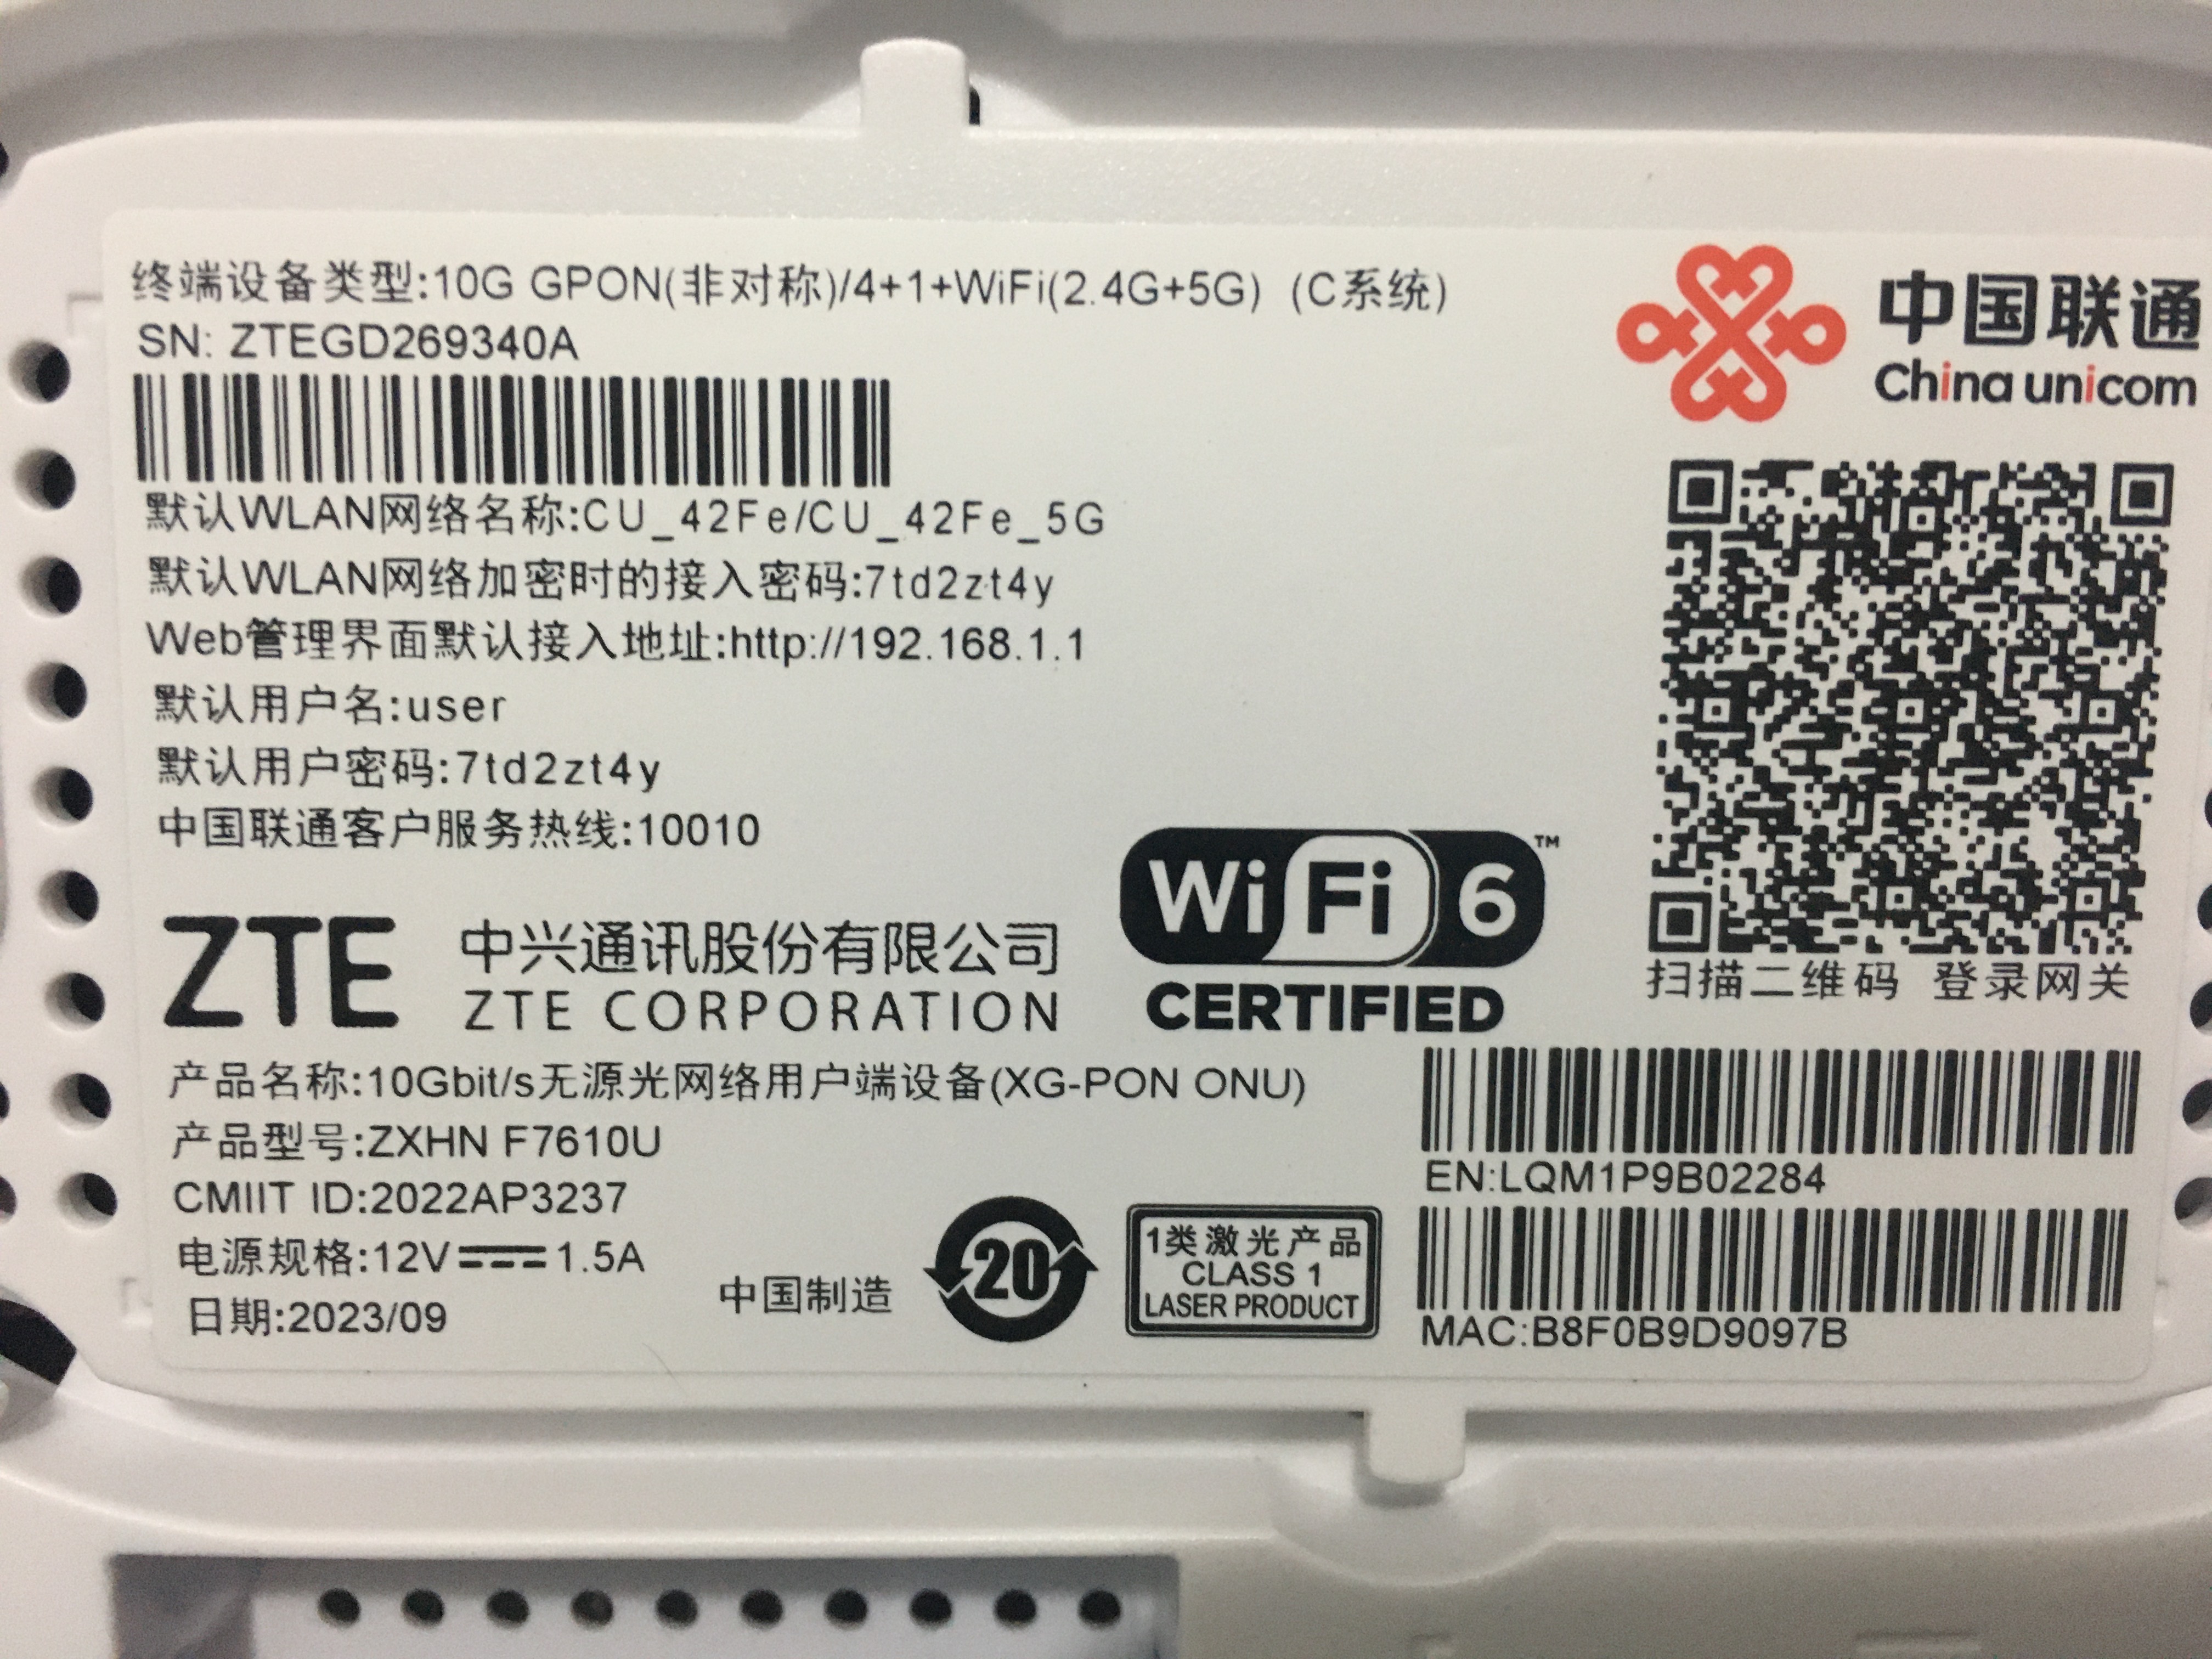 终端设备类型:10G GPON(非对称)/4+1+WiFi(2.4G+5G) (C系统)
SN: ZTEGD269340A
中国联通
China unicom
默认WLAN网络名称:CU_42Fe/CU_42Fe_5G
默认WLAN网络加密时的接入密码:7td2zt4y
Web管理界面默认接入地址:http://192.168.1.1
默认用户名:user
默认用户密码:7td2zt4y
中国联通客户服务热线:10010
扫描二维码 登录网关
ZTE
中兴通讯股份有限公司
ZTE CORPORATION
Wi Fi 6 ™
CERTIFIED
产品名称:10Gbit/s无源光网络用户端设备(XG-PON ONU)
产品型号:ZXHN F7610U
CMIIT ID:2022AP3237
电源规格:12V⎓1.5A
日期:2023/09
中国制造
20
1类激光产品
CLASS 1
LASER PRODUCT
EN:LQM1P9B02284
MAC:B8F0B9D9097B